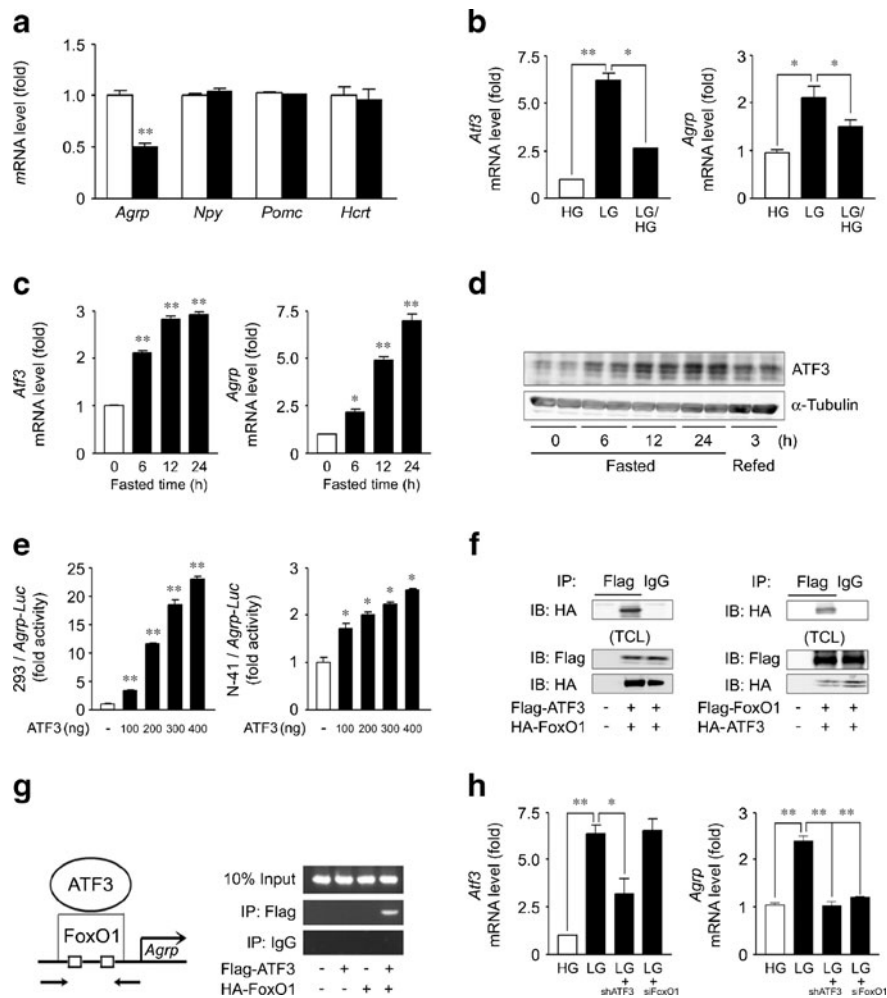 a
mRNA level (fold)
1.5
1.0
0.5
0
**
Agrp Npy Pomc Hcrt
b
Atf3
mRNA level (fold)
7.5
5.0
2.5
0
** *
HG LG LG/
HG
Agrp
mRNA level (fold)
3
2
1
0
* *
HG LG LG/
HG
c
Atf3
mRNA level (fold)
3
2
1
0
** ** **
0 6 12 24
Fasted time (h)
Agrp
mRNA level (fold)
7.5
5.0
2.5
0
* ** **
0 6 12 24
Fasted time (h)
d
ATF3
α-Tubulin
0 6 12 24 3 (h)
Fasted Refed
e
293 / Agrp-Luc
(fold activity)
25
20
15
10
5
0
** ** ** **
ATF3 (ng) - 100 200 300 400
N-41 / Agrp-Luc
(fold activity)
3
2
1
0
* * * *
ATF3 (ng) - 100 200 300 400
f
IP: Flag IgG
IB: HA
(TCL)
IB: Flag
IB: HA
Flag-ATF3 - + +
HA-FoxO1 - + +
IP: Flag IgG
IB: HA
(TCL)
IB: Flag
IB: HA
Flag-FoxO1 - + +
HA-ATF3 - + +
g
ATF3
FoxO1
Agrp
10% Input
IP: Flag
IP: IgG
Flag-ATF3 - + - +
HA-FoxO1 - - + +
h
Atf3
mRNA level (fold)
7.5
5.0
2.5
0
** *
HG LG LG LG
+ +
shATF3 siFoxO1
Agrp
mRNA level (fold)
3
2
1
0
** ** **
HG LG LG LG
+ +
shATF3 siFoxO1